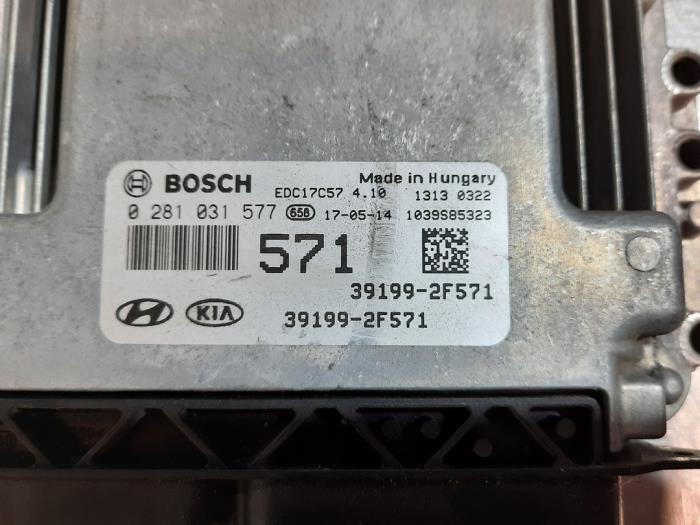 BOSCH EDC17C57 4.10 Made in Hungary
1313 0322
0 281 031 577 656 17-05-14 1039S85323
571
39199-2F571
KIA 39199-2F571